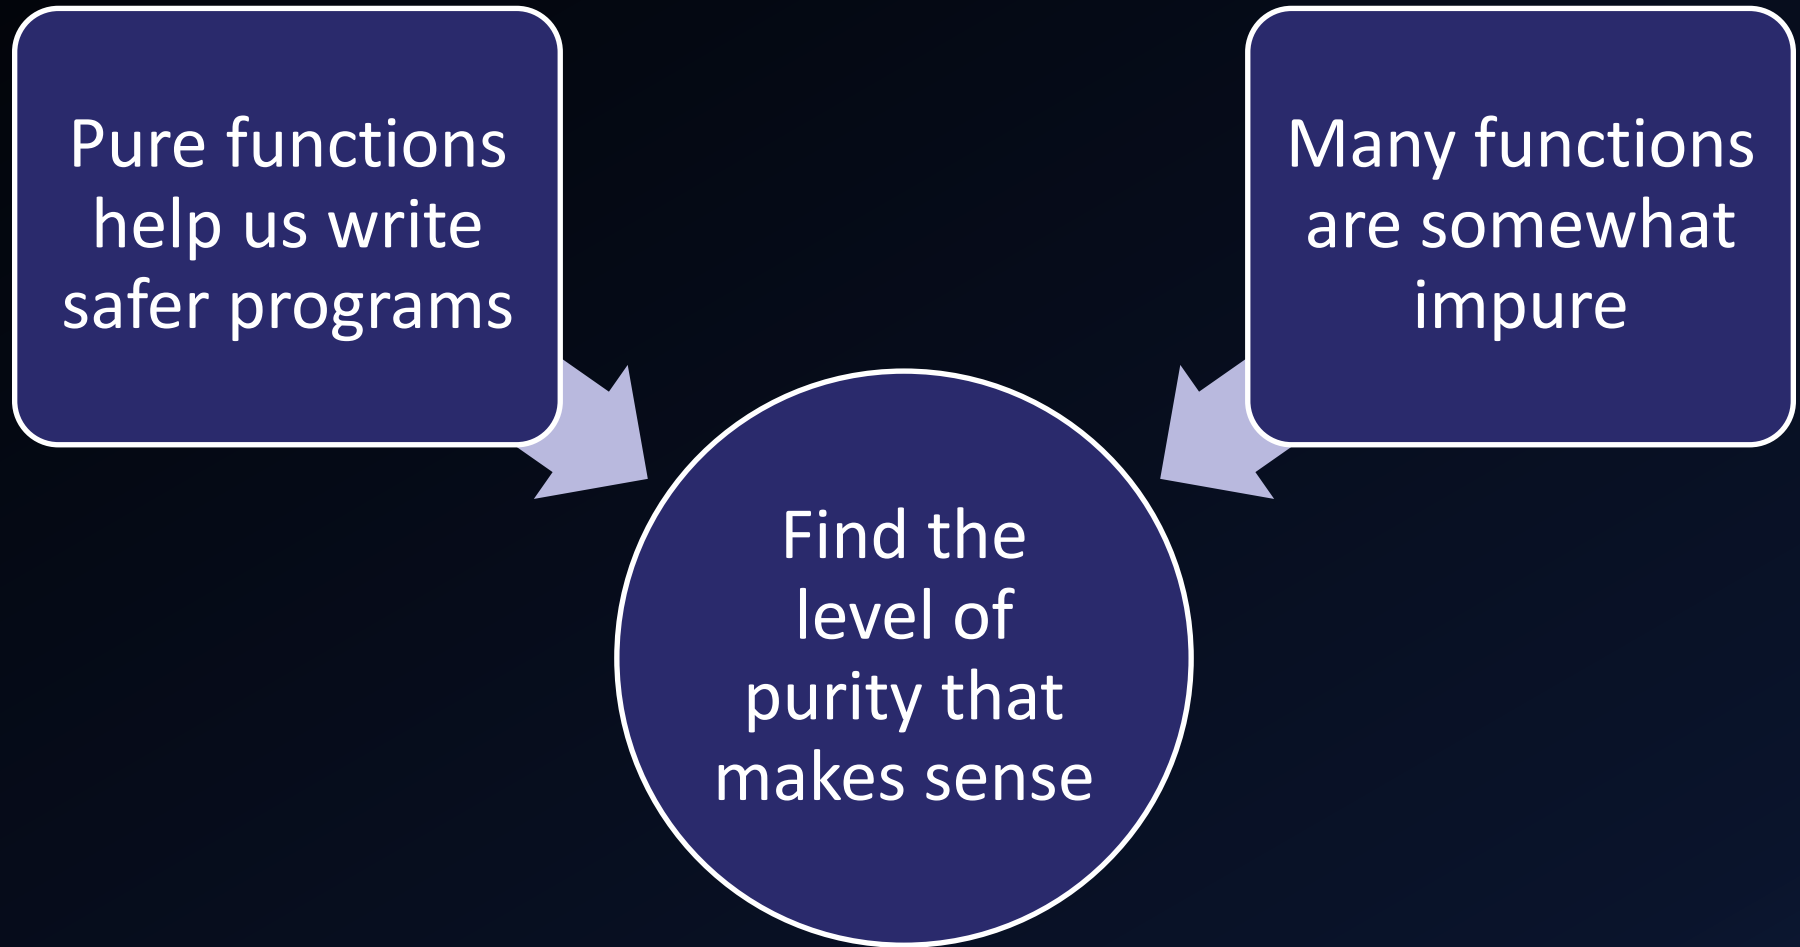 Pure functions
help us write
safer programs
Many functions
are somewhat
impure
Find the
level of
purity that
makes sense